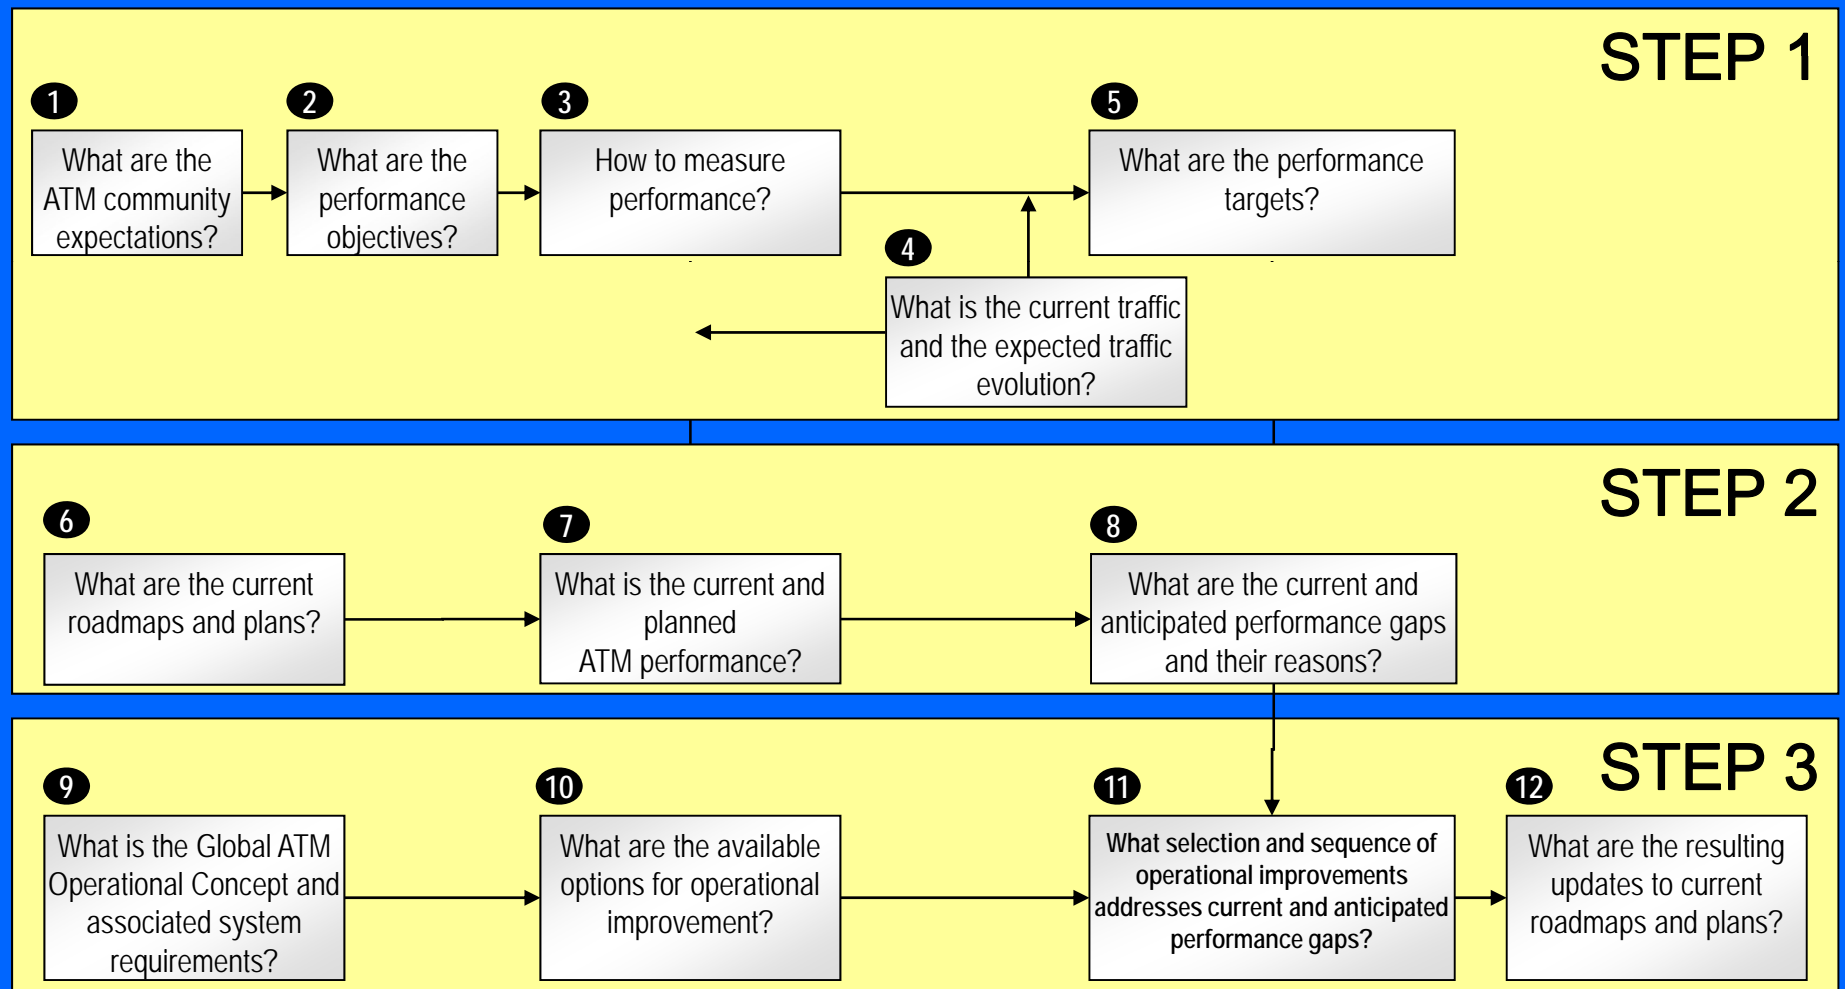 STEP 1
1
What are the
ATM community
expectations?
2
What are the
performance
objectives?
3
How to measure
performance?
4
What is the current traffic
and the expected traffic
evolution?
5
What are the performance
targets?
STEP 2
6
What are the current
roadmaps and plans?
7
What is the current and
planned
ATM performance?
8
What are the current and
anticipated performance gaps
and their reasons?
STEP 3
9
What is the Global ATM
Operational Concept and
associated system
requirements?
10
What are the available
options for operational
improvement?
11
What selection and sequence of
operational improvements
addresses current and anticipated
performance gaps?
12
What are the resulting
updates to current
roadmaps and plans?